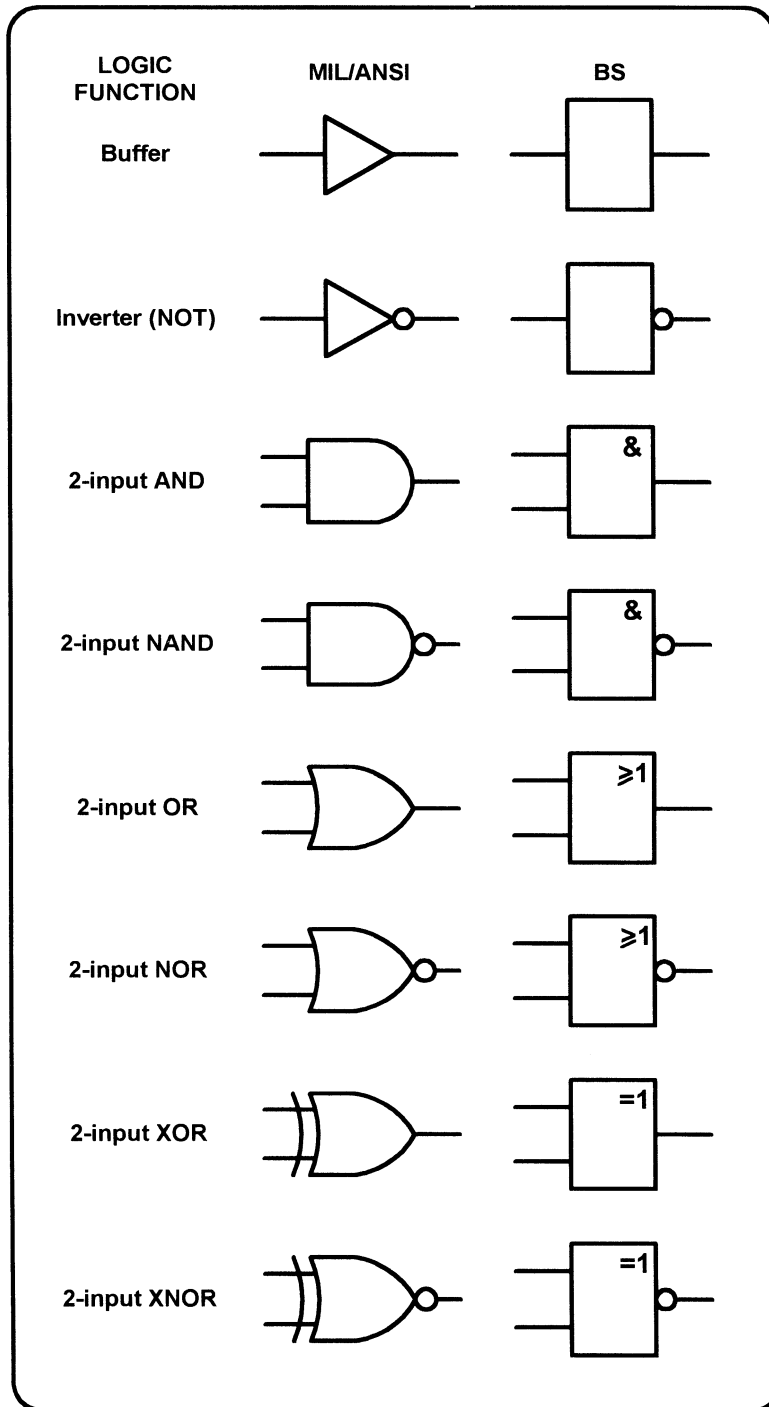 LOGIC FUNCTION MIL/ANSI BS
Buffer
Inverter (NOT)
2-input AND &
2-input NAND &
2-input OR ⩾1
2-input NOR ⩾1
2-input XOR =1
2-input XNOR =1